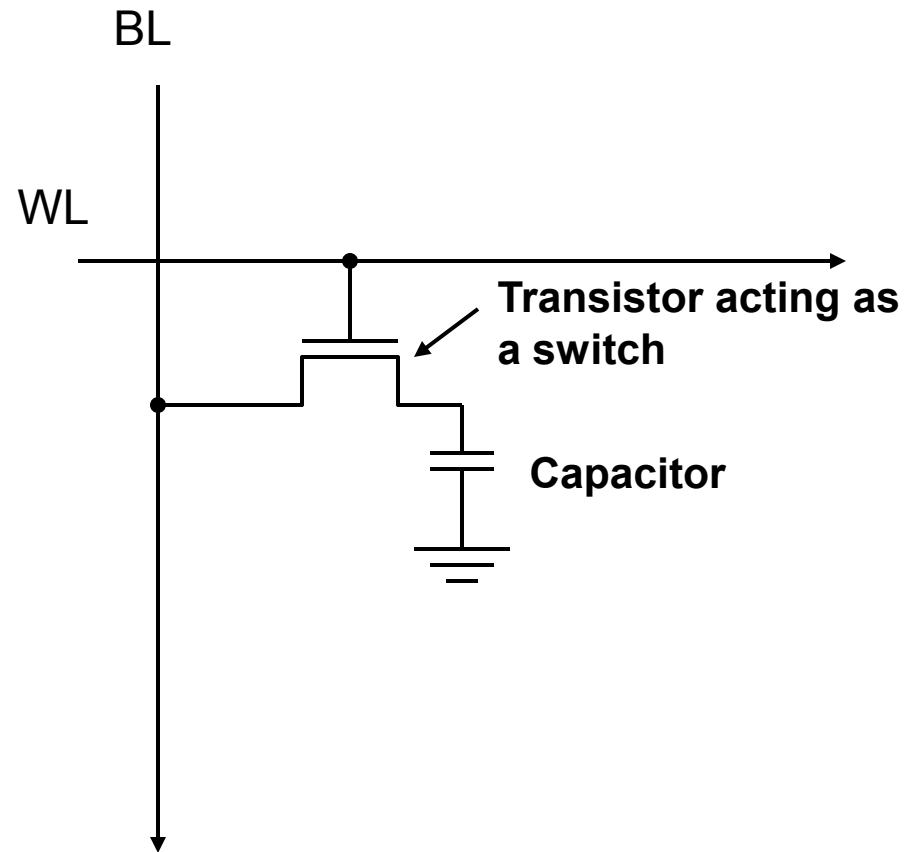 BL
WL
Transistor acting as
a switch
Capacitor